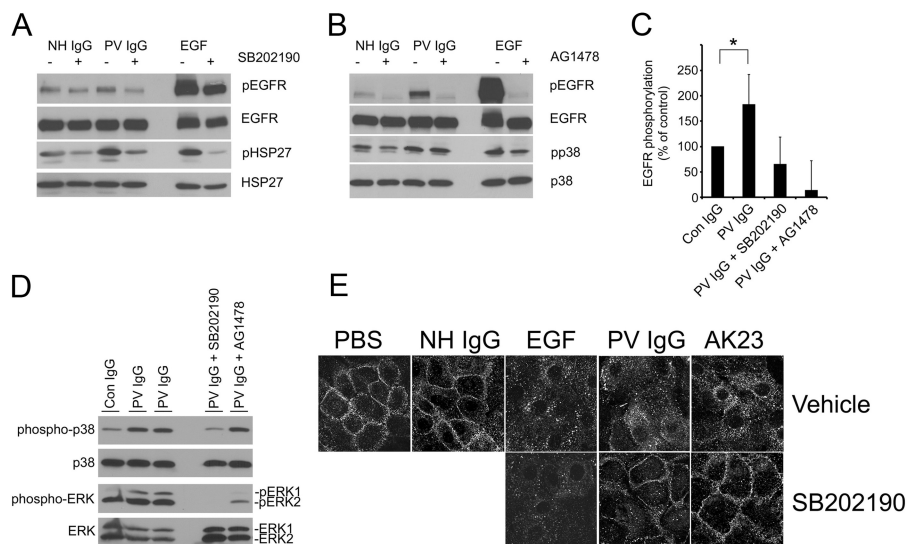 A
NH IgG PV IgG EGF
- + - + - + SB202190
pEGFR
EGFR
pHSP27
HSP27
B
NH IgG PV IgG EGF
- + - + - + AG1478
pEGFR
EGFR
pp38
p38
C
EGFR phosphorylation
(% of control)
*
250
200
150
100
50
0
Con IgG
PV IgG
PV IgG + SB202190
PV IgG + AG1478
D
Con IgG
PV IgG
PV IgG
PV IgG + SB202190
PV IgG + AG1478
phospho-p38
p38
phospho-ERK
-pERK1
-pERK2
ERK
-ERK1
-ERK2
E
PBS NH IgG EGF PV IgG AK23
Vehicle
SB202190